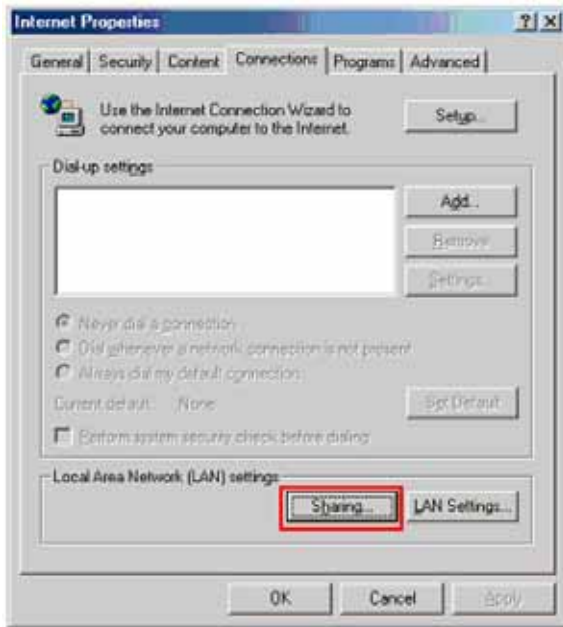 Internet Properties
General Security Content Connections Programs Advanced
Use the Internet Connection Wizard to
connect your computer to the Internet.
Setup...
Dial-up settings
Add...
Remove
Settings...
Never dial a connection
Dial whenever a network connection is not present
Always dial my default connection
Current default: None
Set Default
Perform system security check before dialing
Local Area Network (LAN) settings
Sharing...
LAN Settings...
OK Cancel Apply